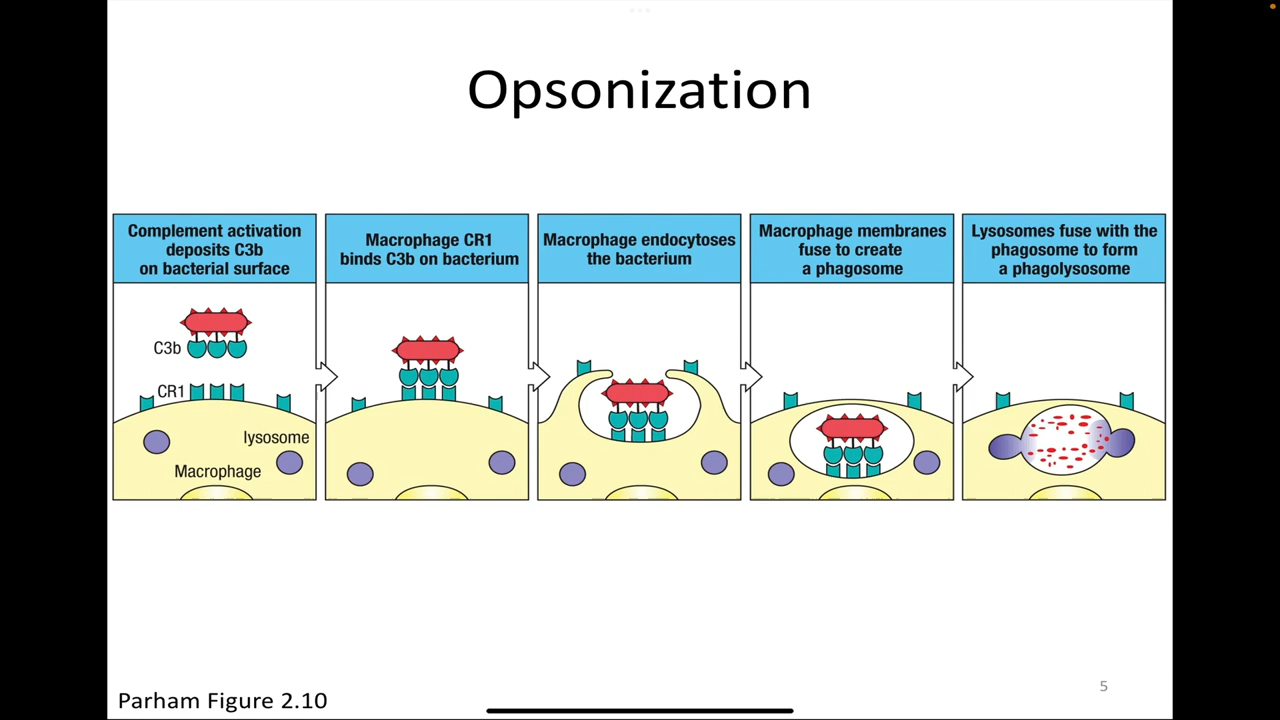 Opsonization
Complement activation
deposits C3b
on bacterial surface
Macrophage CR1
binds C3b on bacterium
Macrophage endocytoses
the bacterium
Macrophage membranes
fuse to create
a phagosome
Lysosomes fuse with the
phagosome to form
a phagolysosome
C3b
CR1
lysosome
Macrophage
Parham Figure 2.10
5